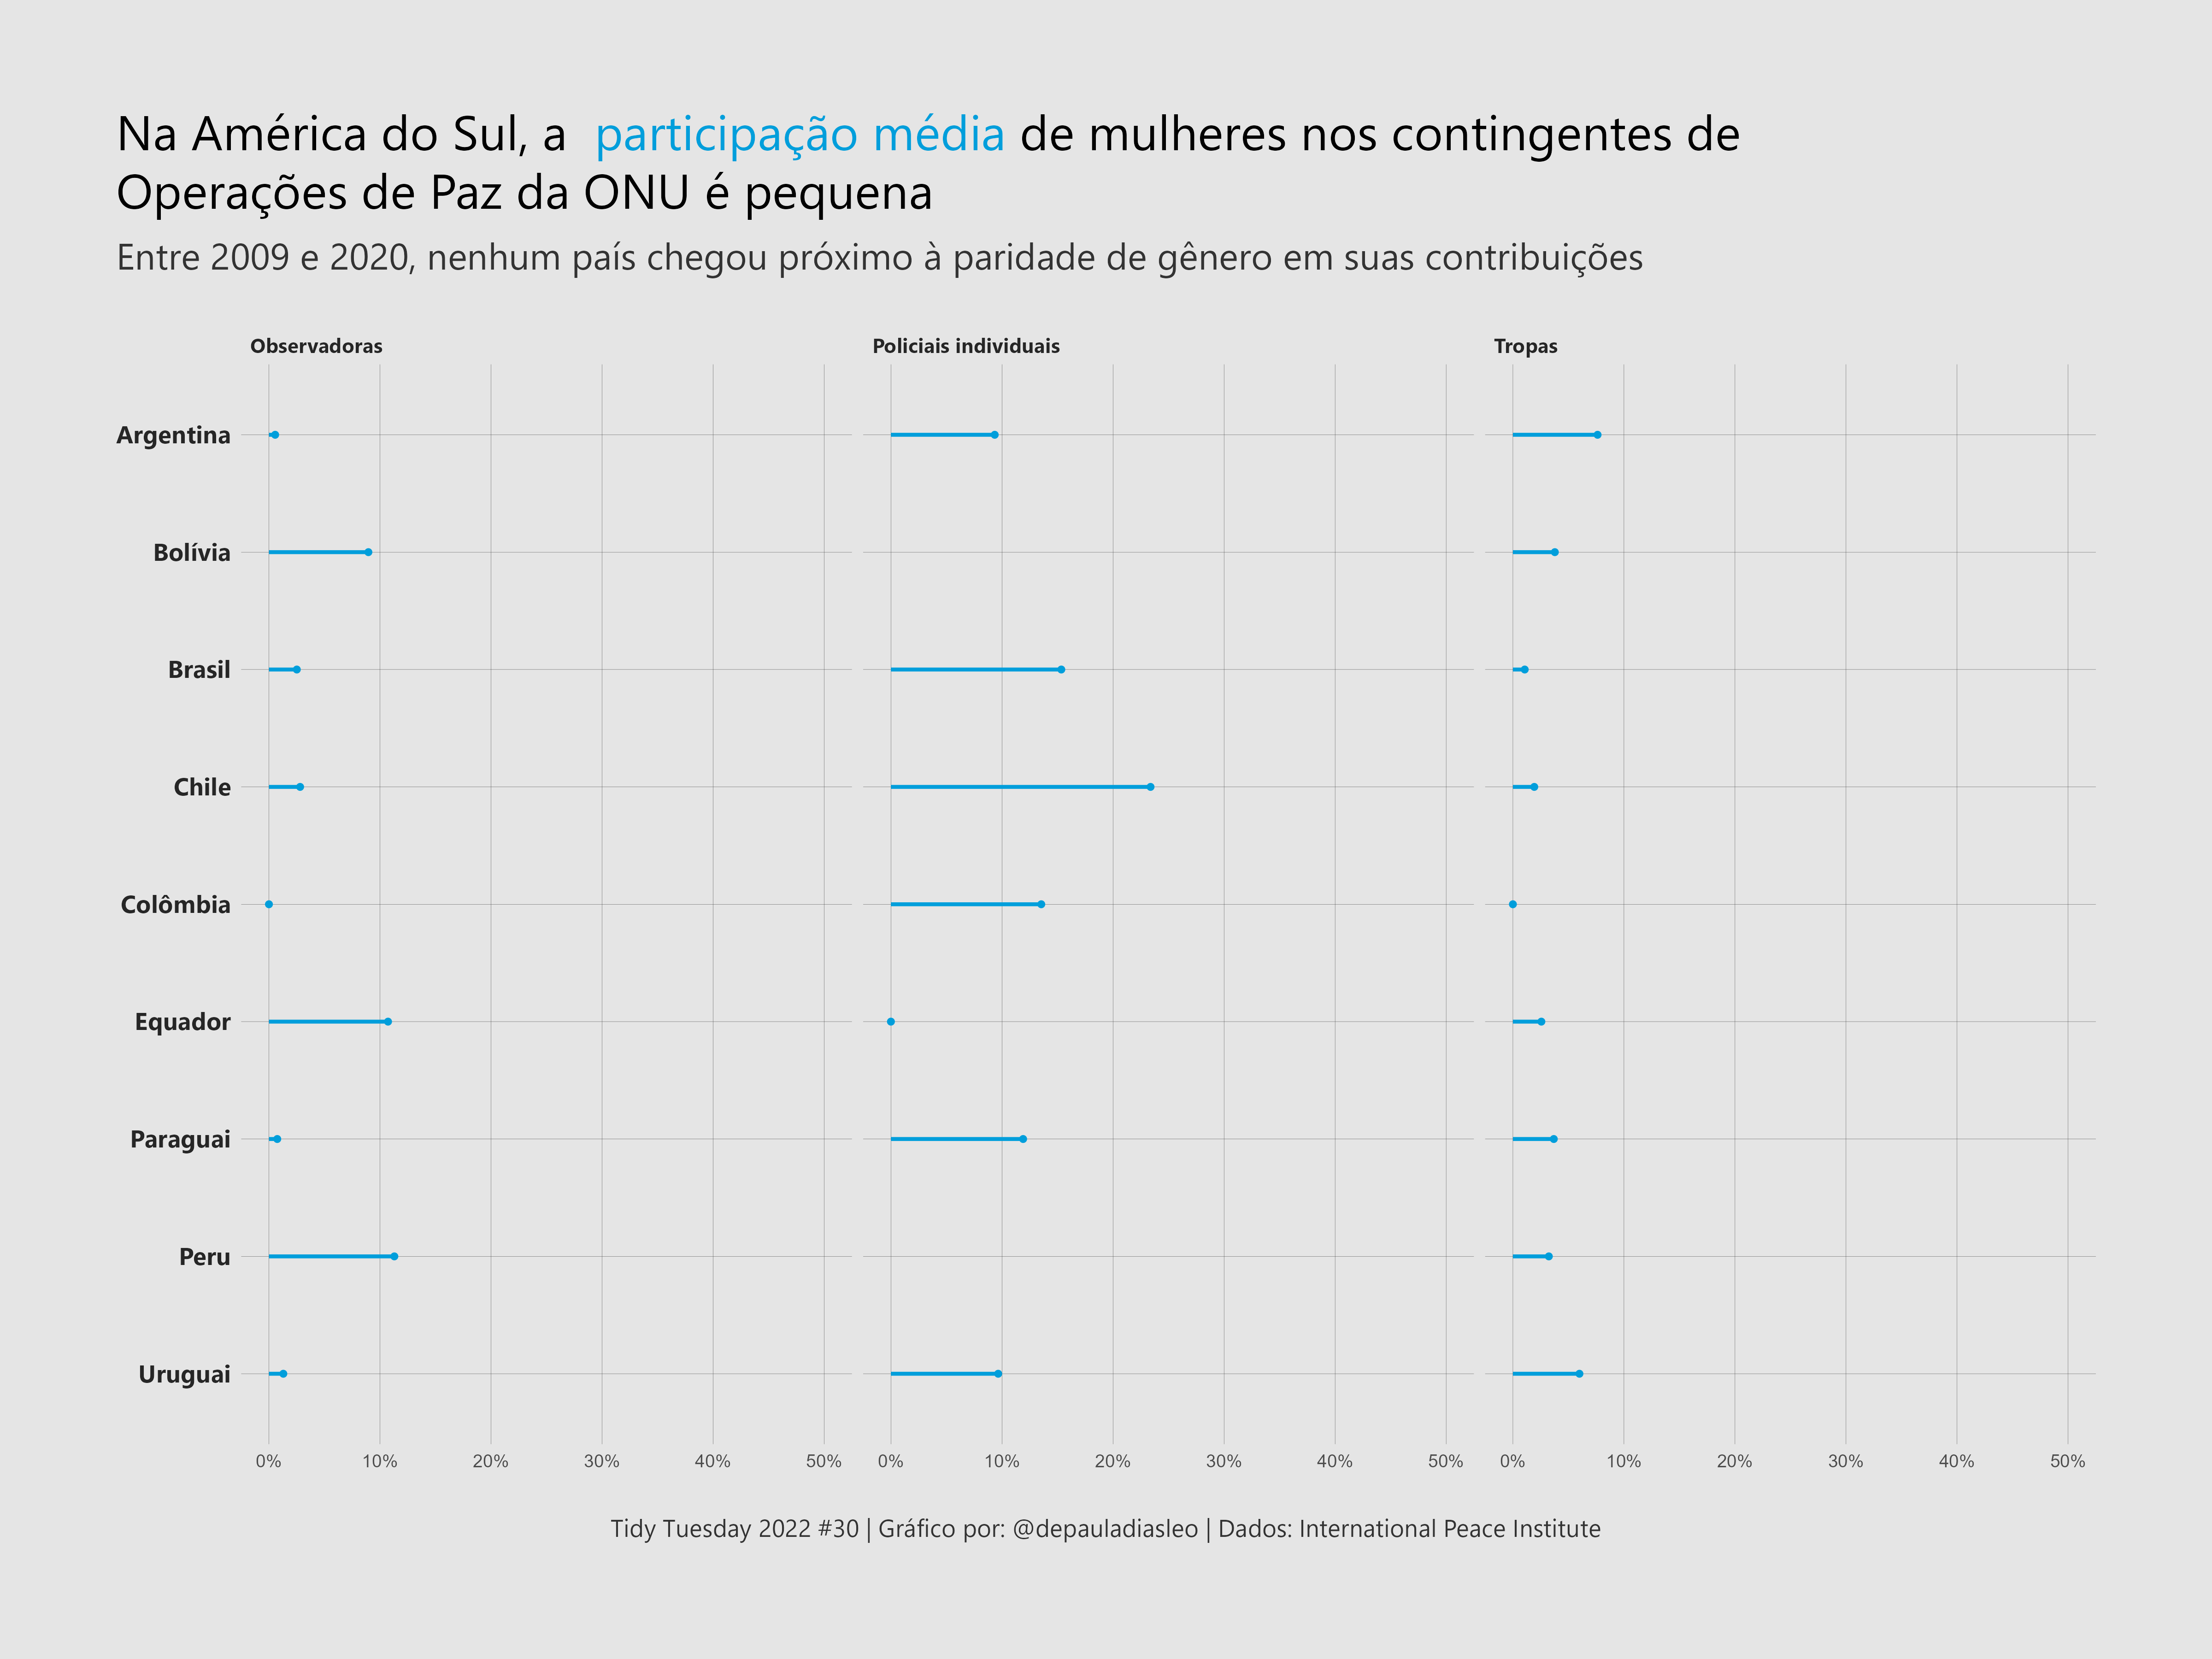 Na América do Sul, a participação média de mulheres nos contingentes de
Operações de Paz da ONU é pequena
Entre 2009 e 2020, nenhum país chegou próximo à paridade de gênero em suas contribuições
Observadoras Policiais individuais Tropas
Argentina
Bolívia
Brasil
Chile
Colômbia
Equador
Paraguai
Peru
Uruguai
0% 10% 20% 30% 40% 50% 0% 10% 20% 30% 40% 50% 0% 10% 20% 30% 40% 50%
Tidy Tuesday 2022 #30 | Gráfico por: @depauladiasleo | Dados: International Peace Institute